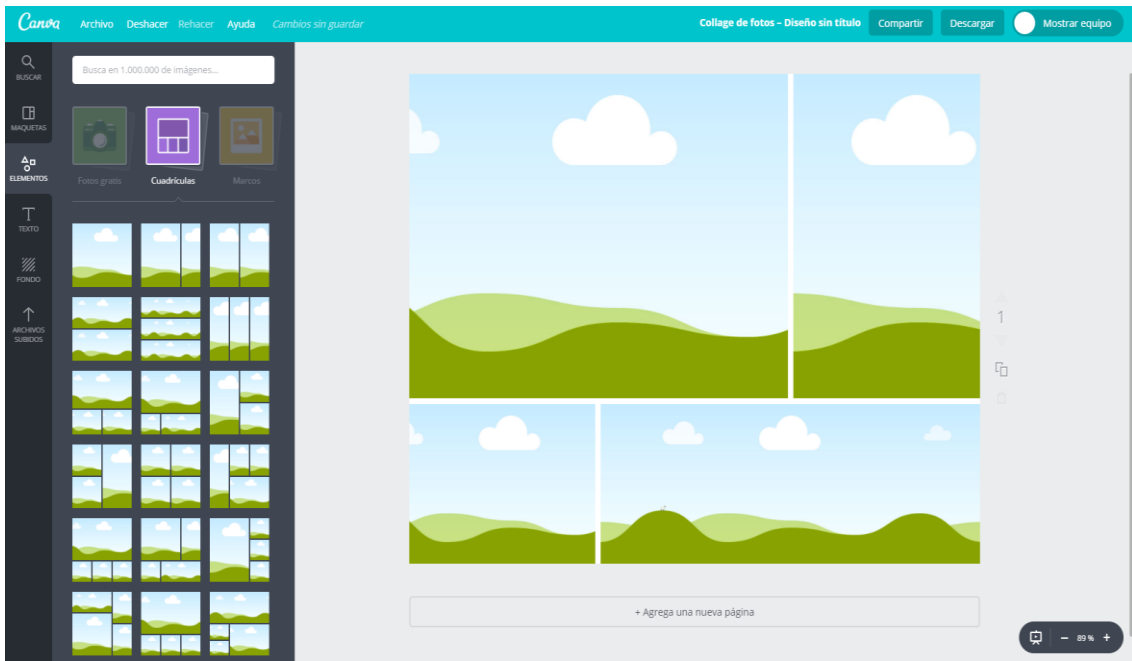 Canva Archivo Deshacer Rehacer Ayuda Cambios sin guardar Collage de fotos – Diseño sin título Compartir Descargar Mostrar equipo
BUSCAR
MAQUETAS
ELEMENTOS
TEXTO
FONDO
ARCHIVOS
SUBIDOS
Busca en 1.000.000 de imágenes...
Fotos gratis Cuadrículas Marcos
1
+ Agrega una nueva página
– 89 % +